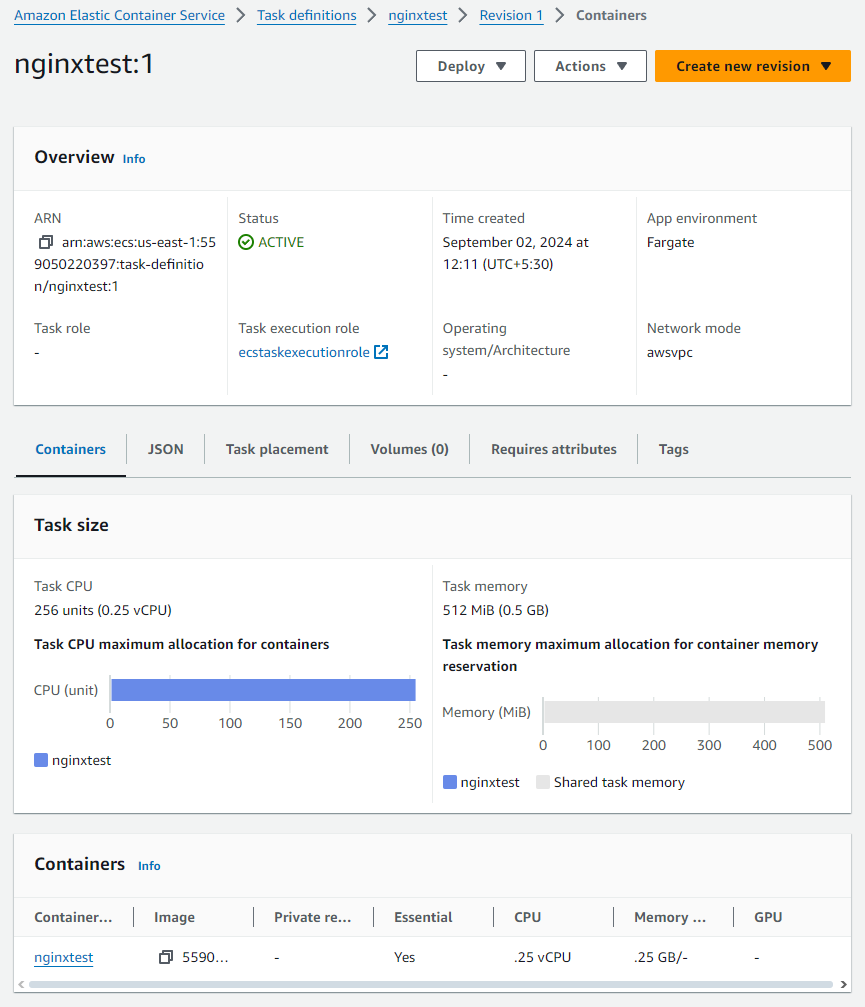 Amazon Elastic Container Service > Task definitions > nginxtest > Revision 1 > Containers
nginxtest:1
Deploy Actions Create new revision
Overview Info
ARN
arn:aws:ecs:us-east-1:55
9050220397:task-definitio
n/nginxtest:1
Status
ACTIVE
Time created
September 02, 2024 at
12:11 (UTC+5:30)
App environment
Fargate
Task role
-
Task execution role
ecstaskexecutionrole
Operating
system/Architecture
-
Network mode
awsvpc
Containers JSON Task placement Volumes (0) Requires attributes Tags
Task size
Task CPU
256 units (0.25 vCPU)
Task CPU maximum allocation for containers
CPU (unit)
0 50 100 150 200 250
nginxtest
Task memory
512 MiB (0.5 GB)
Task memory maximum allocation for container memory
reservation
Memory (MiB)
0 100 200 300 400 500
nginxtest Shared task memory
Containers Info
Container... Image Private re... Essential CPU Memory ... GPU
nginxtest 5590... - Yes .25 vCPU .25 GB/- -